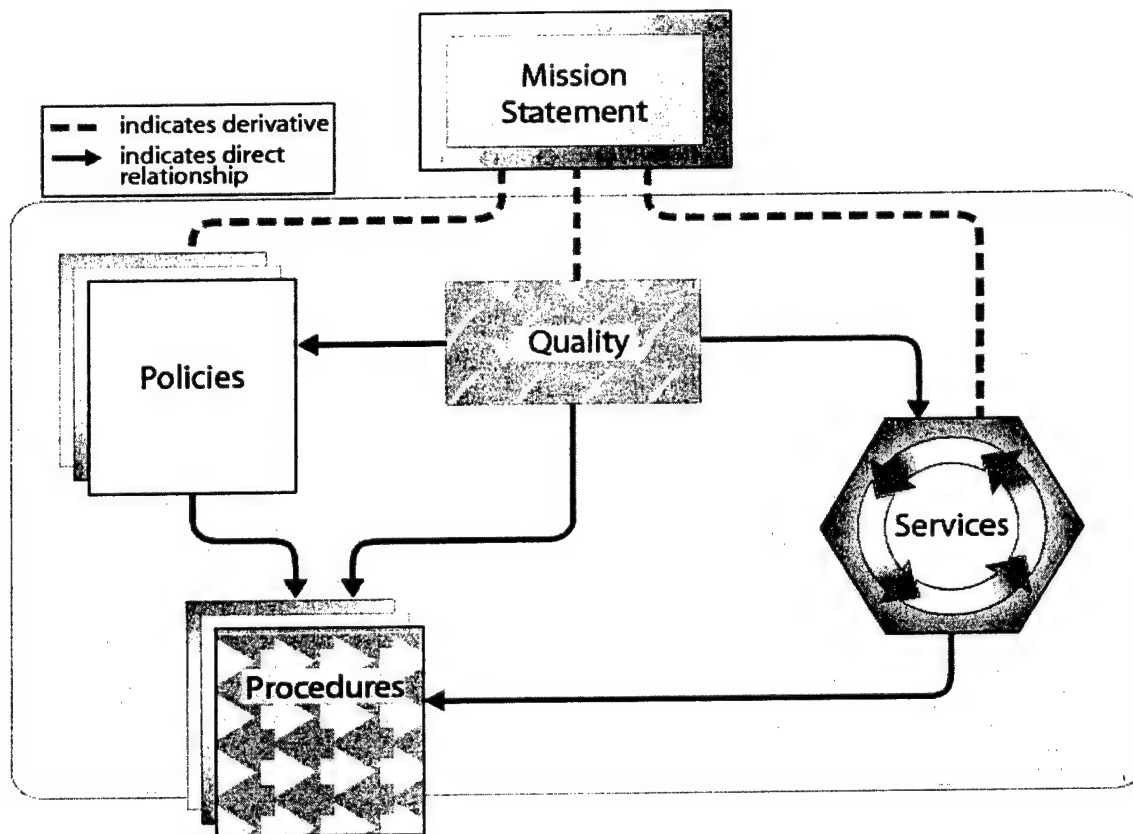 Mission
Statement
indicates derivative
indicates direct
relationship
Quality
Policies
Services
Procedures